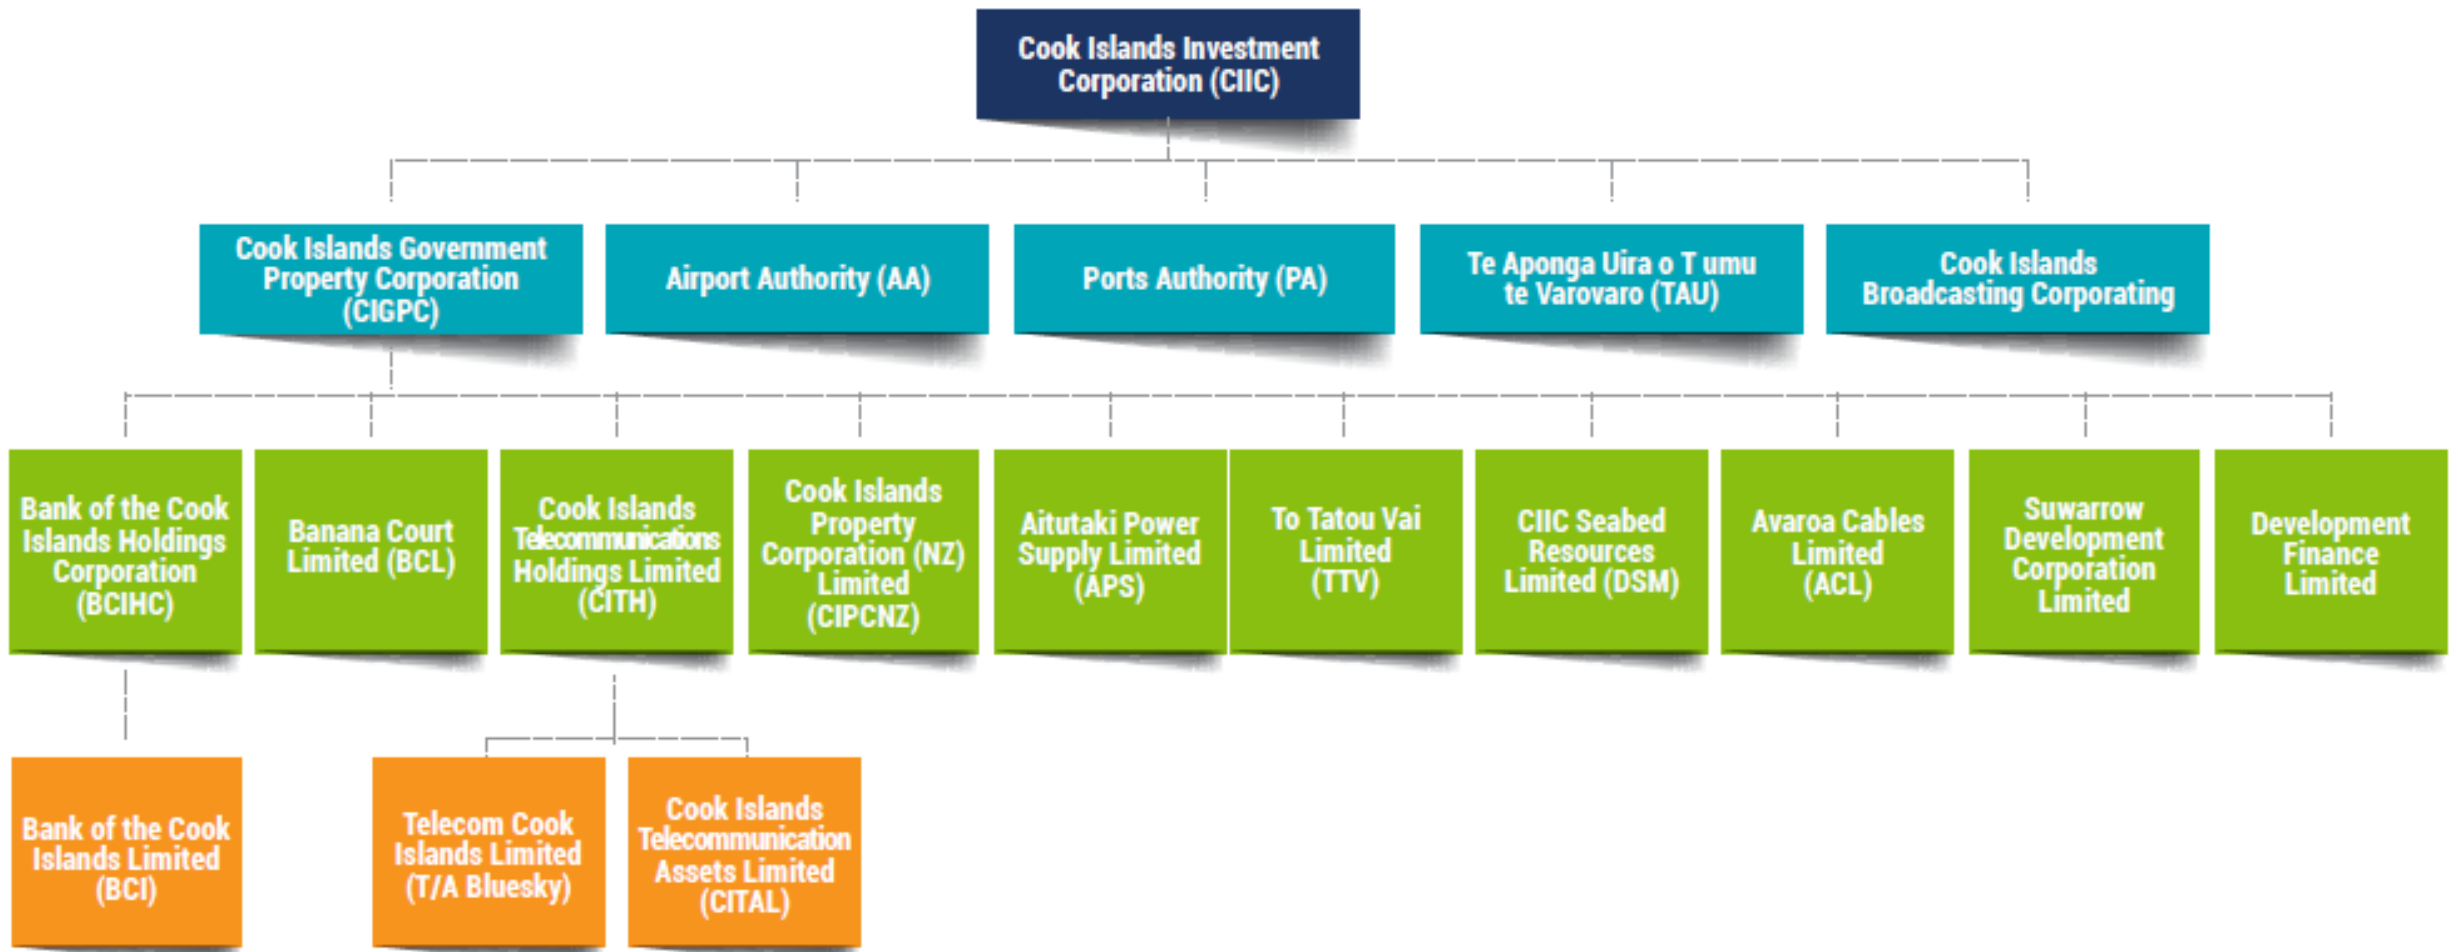 Cook Islands Investment
Corporation (CIIC)
Cook Islands Government
Property Corporation
(CIGPC)
Airport Authority (AA)
Ports Authority (PA)
Te Aponga Uira o T umu
te Varovaro (TAU)
Cook Islands
Broadcasting Corporating
Bank of the Cook
Islands Holdings
Corporation
(BCIHC)
Banana Court
Limited (BCL)
Cook Islands
Telecommunications
Holdings Limited
(CITH)
Cook Islands
Property
Corporation (NZ)
Limited
(CIPCNZ)
Aitutaki Power
Supply Limited
(APS)
To Tatou Vai
Limited
(TTV)
CIIC Seabed
Resources
Limited (DSM)
Avaroa Cables
Limited
(ACL)
Suwarrow
Development
Corporation
Limited
Development
Finance
Limited
Bank of the Cook
Islands Limited
(BCI)
Telecom Cook
Islands Limited
(T/A Bluesky)
Cook Islands
Telecommunication
Assets Limited
(CITAL)